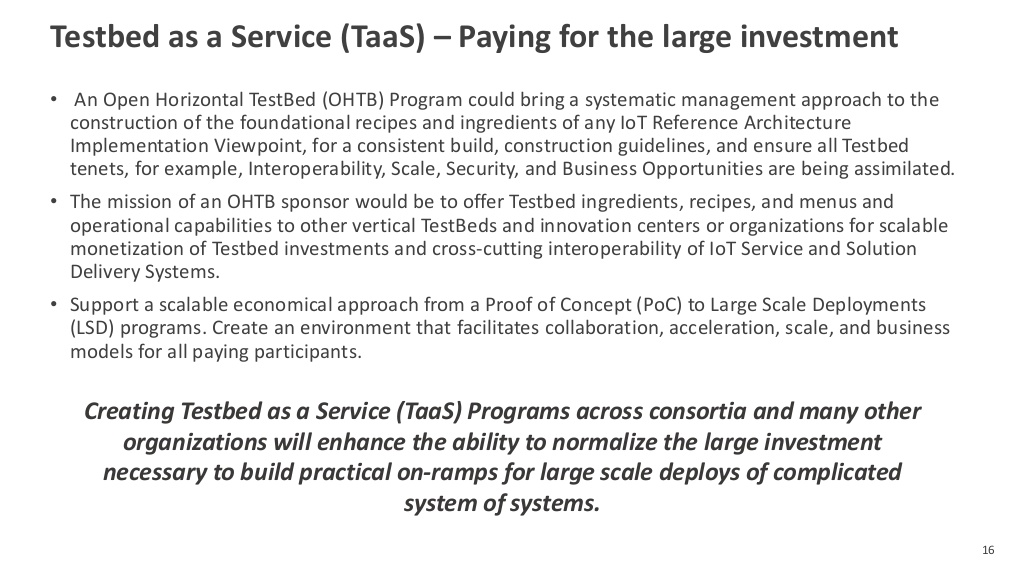 Testbed as a Service (TaaS) – Paying for the large investment
• An Open Horizontal TestBed (OHTB) Program could bring a systematic management approach to the
construction of the foundational recipes and ingredients of any IoT Reference Architecture
Implementation Viewpoint, for a consistent build, construction guidelines, and ensure all Testbed
tenets, for example, Interoperability, Scale, Security, and Business Opportunities are being assimilated.
• The mission of an OHTB sponsor would be to offer Testbed ingredients, recipes, and menus and
operational capabilities to other vertical TestBeds and innovation centers or organizations for scalable
monetization of Testbed investments and cross-cutting interoperability of IoT Service and Solution
Delivery Systems.
• Support a scalable economical approach from a Proof of Concept (PoC) to Large Scale Deployments
(LSD) programs. Create an environment that facilitates collaboration, acceleration, scale, and business
models for all paying participants.
Creating Testbed as a Service (TaaS) Programs across consortia and many other
organizations will enhance the ability to normalize the large investment
necessary to build practical on-ramps for large scale deploys of complicated
system of systems.
16